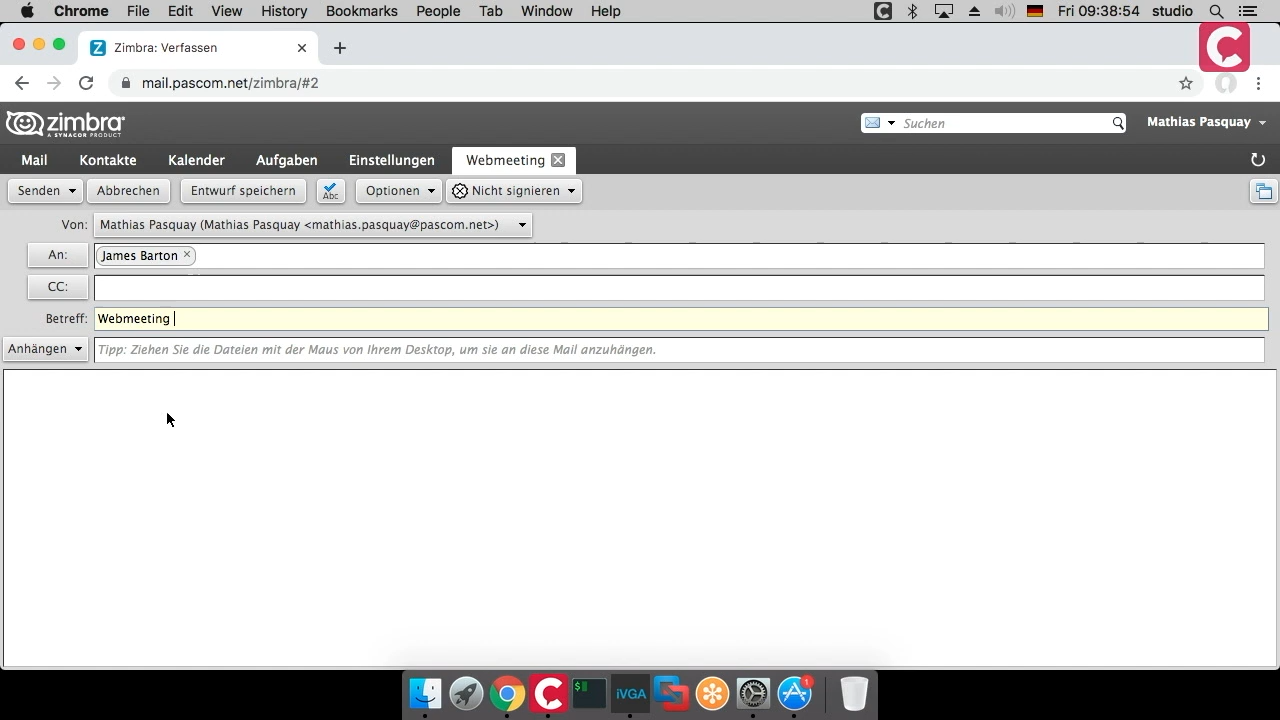 Chrome File Edit View History Bookmarks People Tab Window Help Fri 09:38:54 studio
Z Zimbra: Verfassen
mail.pascom.net/zimbra/#2
zimbra
A SYNACOR PRODUCT
Suchen
Mathias Pasquay
Mail Kontakte Kalender Aufgaben Einstellungen Webmeeting
Senden Abbrechen Entwurf speichern Abc Optionen Nicht signieren
Von: Mathias Pasquay (Mathias Pasquay <mathias.pasquay@pascom.net>)
An: James Barton
CC:
Betreff: Webmeeting
Anhängen Tipp: Ziehen Sie die Dateien mit der Maus von Ihrem Desktop, um sie an diese Mail anzuhängen.
$ iVGA 1